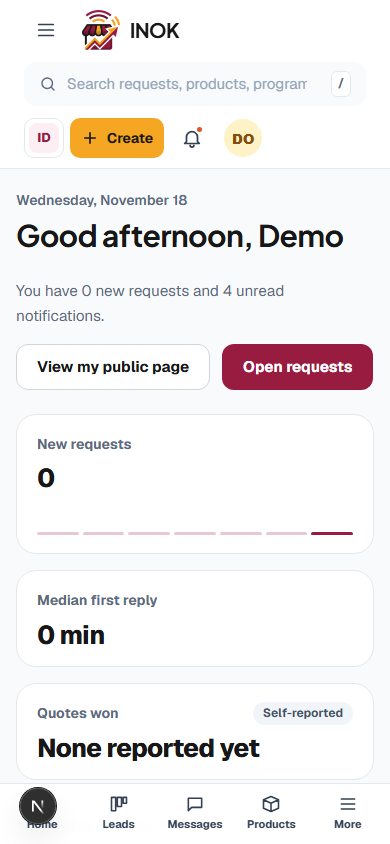 INOK
Search requests, products, program
/
ID
Create
DO
Wednesday, November 18
Good afternoon, Demo
You have 0 new requests and 4 unread
notifications.
View my public page
Open requests
New requests
0
Median first reply
0 min
Quotes won
Self-reported
None reported yet
N
Home
Leads
Messages
Products
More